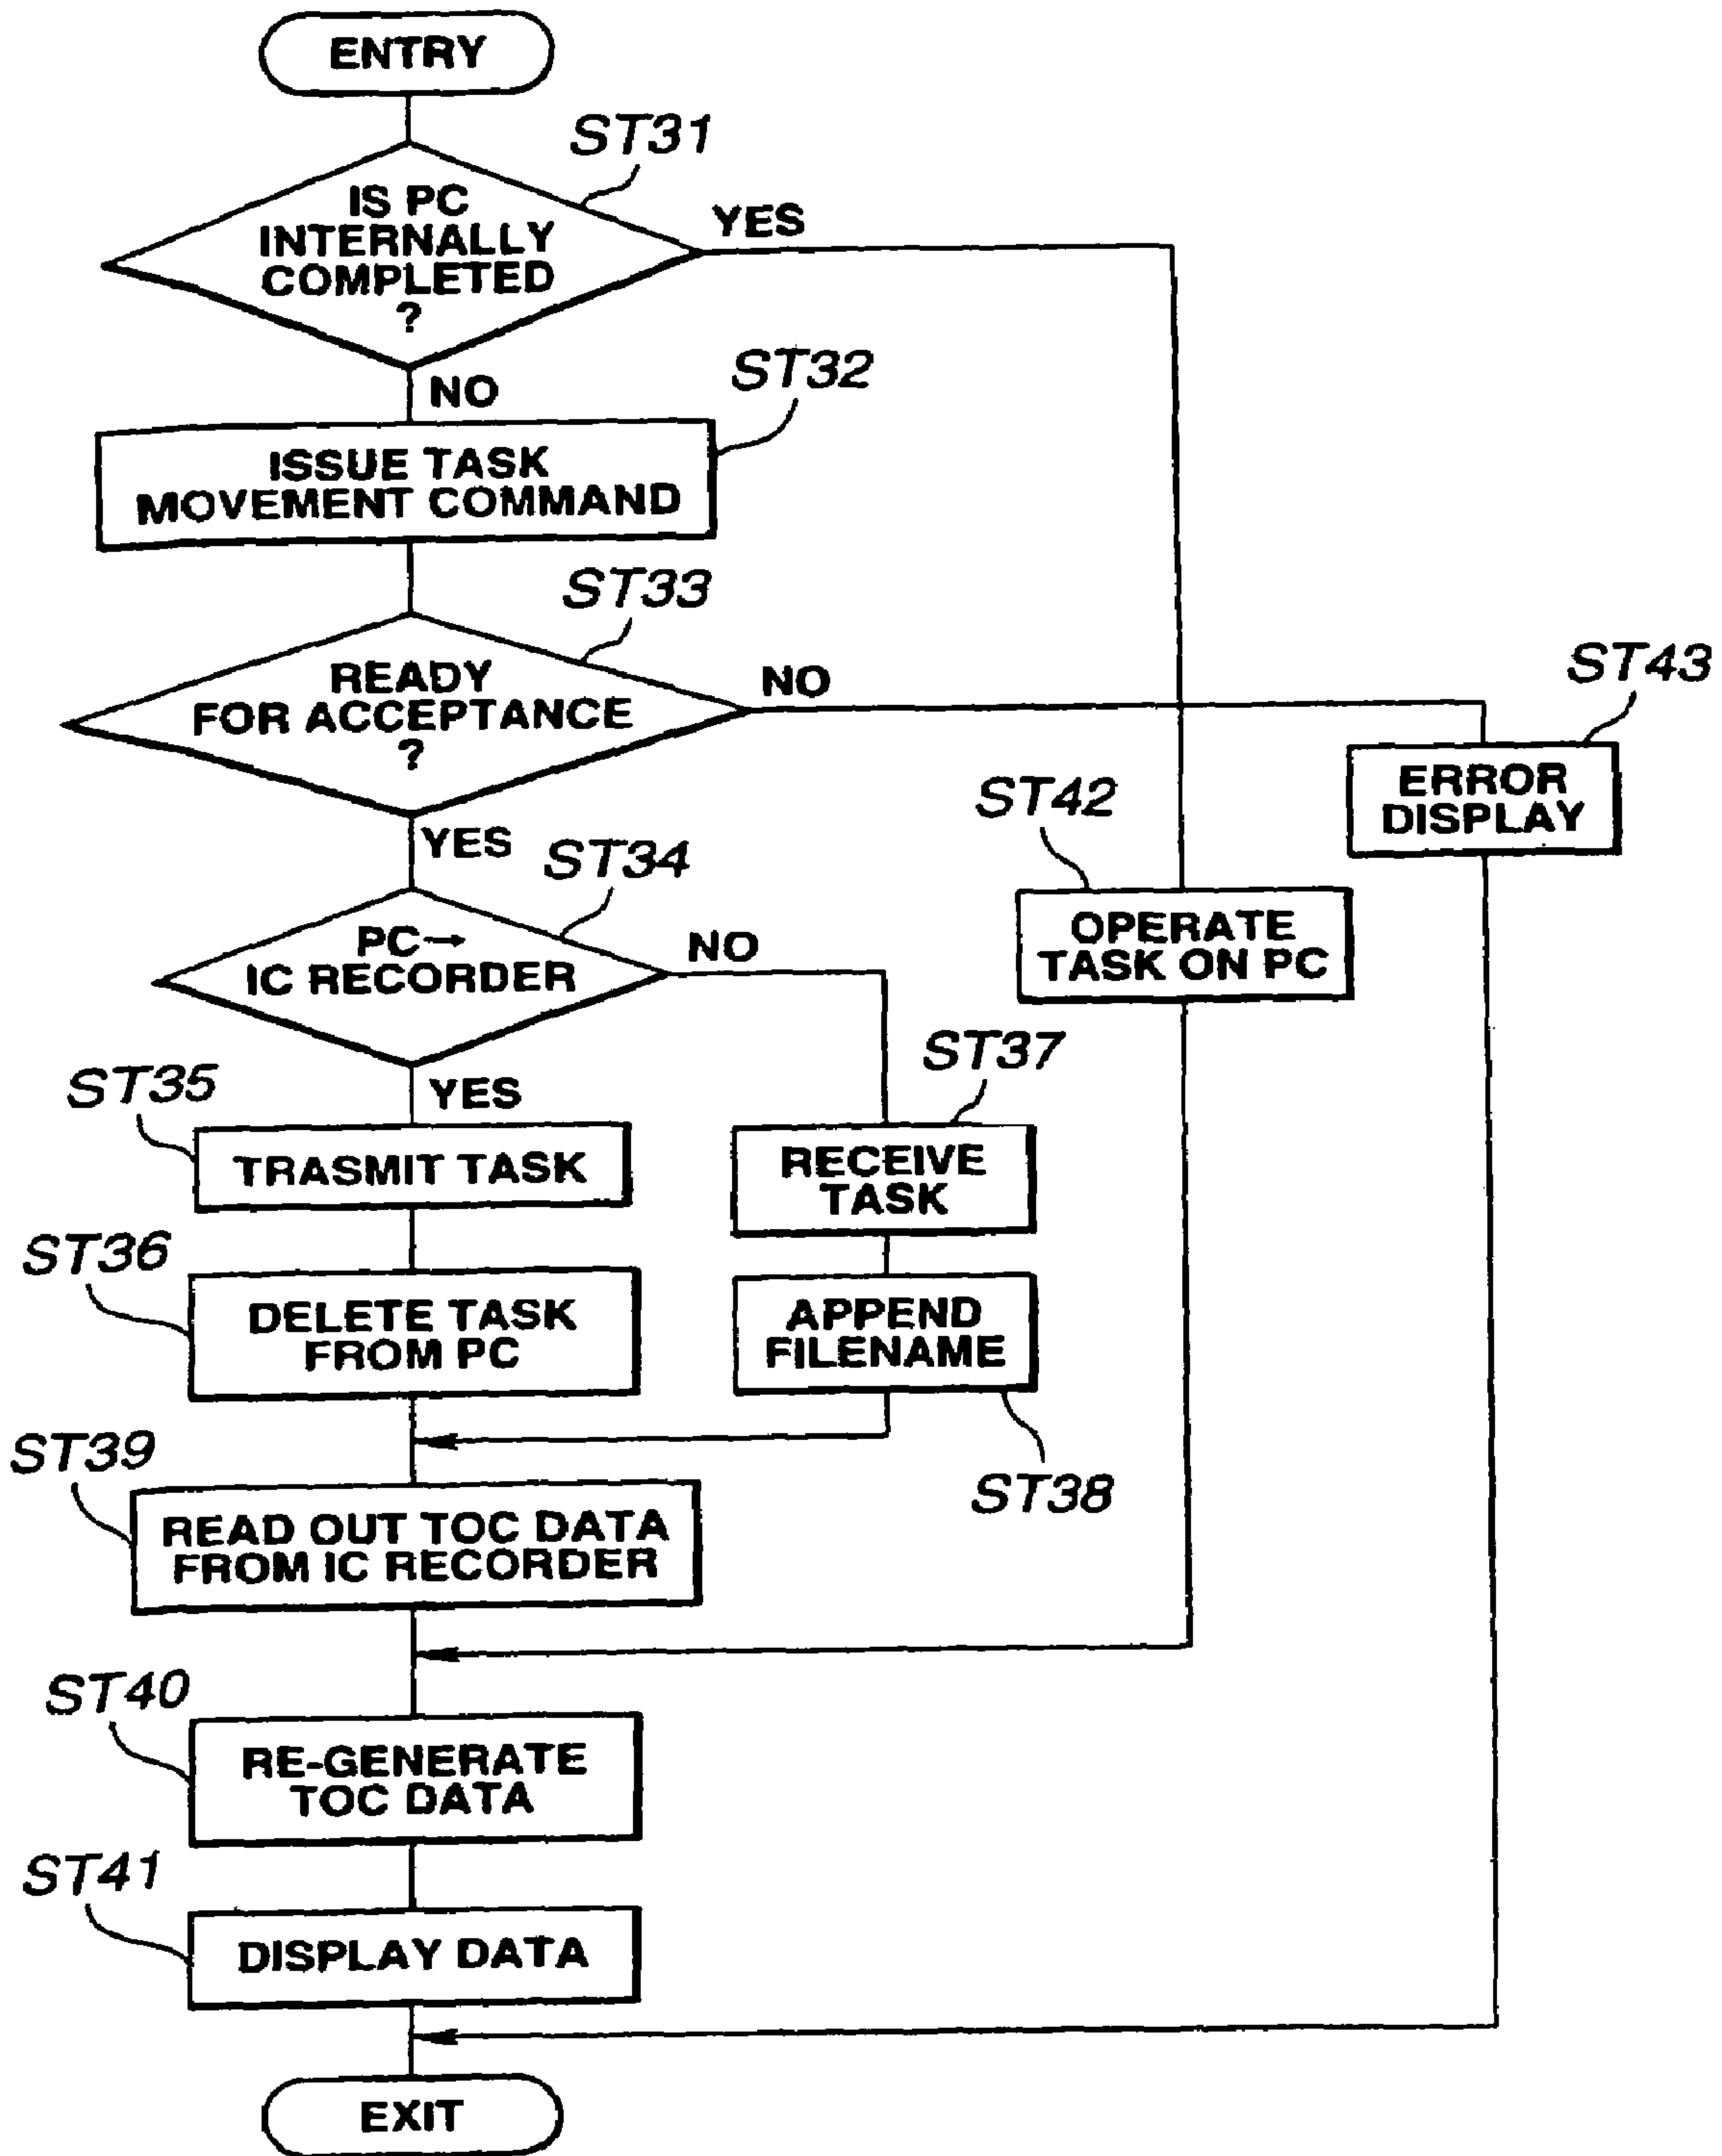 ENTRY
ST31
IS PC
INTERNALLY
COMPLETED
?
YES
NO
ST32
ISSUE TASK
MOVEMENT COMMAND
ST33
READY
FOR ACCEPTANCE
?
NO
YES
ST43
ERROR
DISPLAY
ST42
OPERATE
TASK ON PC
ST34
PC→
IC RECORDER
NO
YES
ST35
TRASMIT TASK
ST37
RECEIVE
TASK
ST36
DELETE TASK
FROM PC
APPEND
FILENAME
ST38
ST39
READ OUT TOC DATA
FROM IC RECORDER
ST40
RE-GENERATE
TOC DATA
ST41
DISPLAY DATA
EXIT